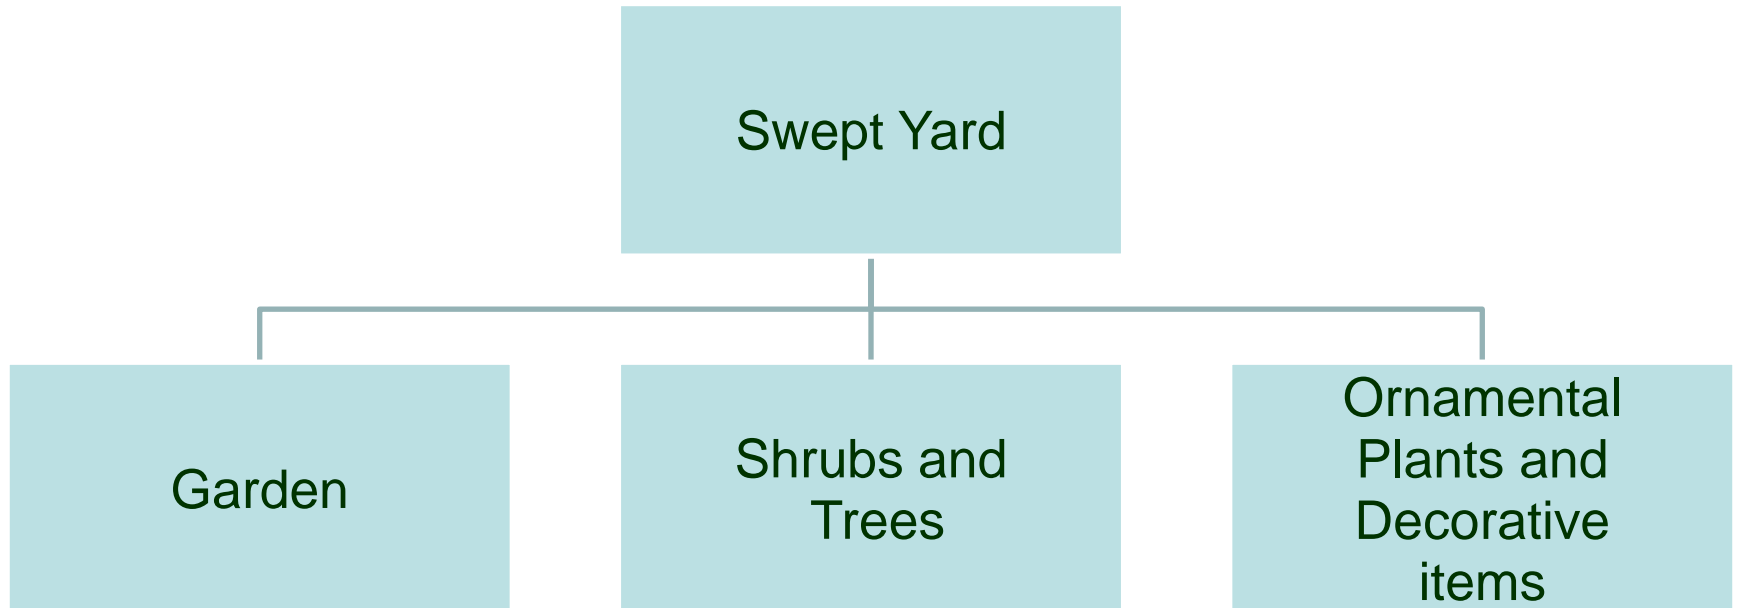 Swept Yard
Garden
Shrubs and
Trees
Ornamental
Plants and
Decorative
items